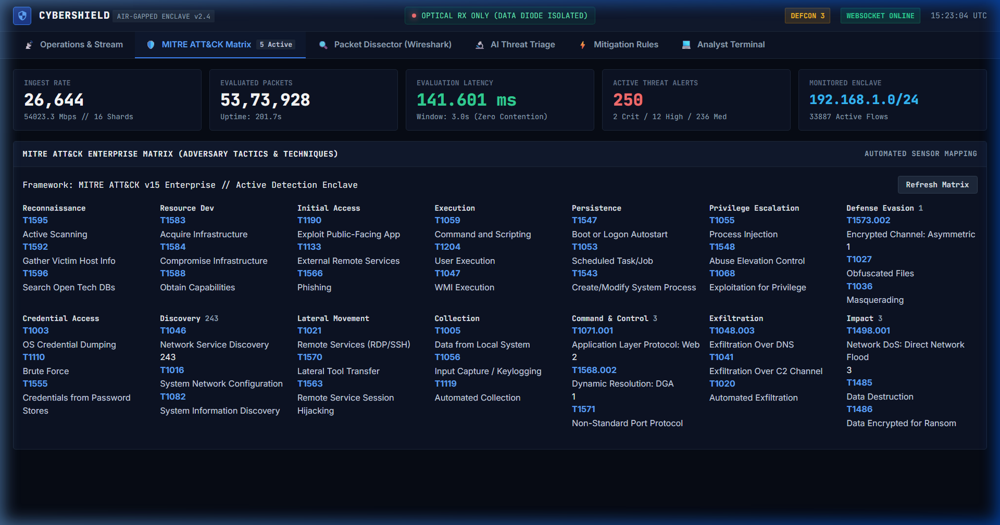 CYBERSHIELD AIR-GAPPED ENCLAVE v2.4
OPTICAL RX ONLY (DATA DIODE ISOLATED)
DEFCON 3
WEBSOCKET ONLINE
15:23:04 UTC
Operations & Stream
MITRE ATT&CK Matrix 5 Active
Packet Dissector (Wireshark)
AI Threat Triage
Mitigation Rules
Analyst Terminal
INGEST RATE
26,644
54023.3 Mbps // 16 Shards
EVALUATED PACKETS
53,73,928
Uptime: 201.7s
EVALUATION LATENCY
141.601 ms
Window: 3.0s (Zero Contention)
ACTIVE THREAT ALERTS
250
2 Crit / 12 High / 236 Med
MONITORED ENCLAVE
192.168.1.0/24
33887 Active Flows
MITRE ATT&CK ENTERPRISE MATRIX (ADVERSARY TACTICS & TECHNIQUES)
AUTOMATED SENSOR MAPPING
Framework: MITRE ATT&CK v15 Enterprise // Active Detection Enclave
Refresh Matrix
Reconnaissance
T1595
Active Scanning
T1592
Gather Victim Host Info
T1596
Search Open Tech DBs
Resource Dev
T1583
Acquire Infrastructure
T1584
Compromise Infrastructure
T1588
Obtain Capabilities
Initial Access
T1190
Exploit Public-Facing App
T1133
External Remote Services
T1566
Phishing
Execution
T1059
Command and Scripting
T1204
User Execution
T1047
WMI Execution
Persistence
T1547
Boot or Logon Autostart
T1053
Scheduled Task/Job
T1543
Create/Modify System Process
Privilege Escalation
T1055
Process Injection
T1548
Abuse Elevation Control
T1068
Exploitation for Privilege
Defense Evasion 1
T1573.002
Encrypted Channel: Asymmetric
1
T1027
Obfuscated Files
T1036
Masquerading
Credential Access
T1003
OS Credential Dumping
T1110
Brute Force
T1555
Credentials from Password
Stores
Discovery 243
T1046
Network Service Discovery
243
T1016
System Network Configuration
T1082
System Information Discovery
Lateral Movement
T1021
Remote Services (RDP/SSH)
T1570
Lateral Tool Transfer
T1563
Remote Service Session
Hijacking
Collection
T1005
Data from Local System
T1056
Input Capture / Keylogging
T1119
Automated Collection
Command & Control 3
T1071.001
Application Layer Protocol: Web
2
T1568.002
Dynamic Resolution: DGA
1
T1571
Non-Standard Port Protocol
Exfiltration
T1048.003
Exfiltration Over DNS
T1041
Exfiltration Over C2 Channel
T1020
Automated Exfiltration
Impact 3
T1498.001
Network DoS: Direct Network
Flood
3
T1485
Data Destruction
T1486
Data Encrypted for Ransom